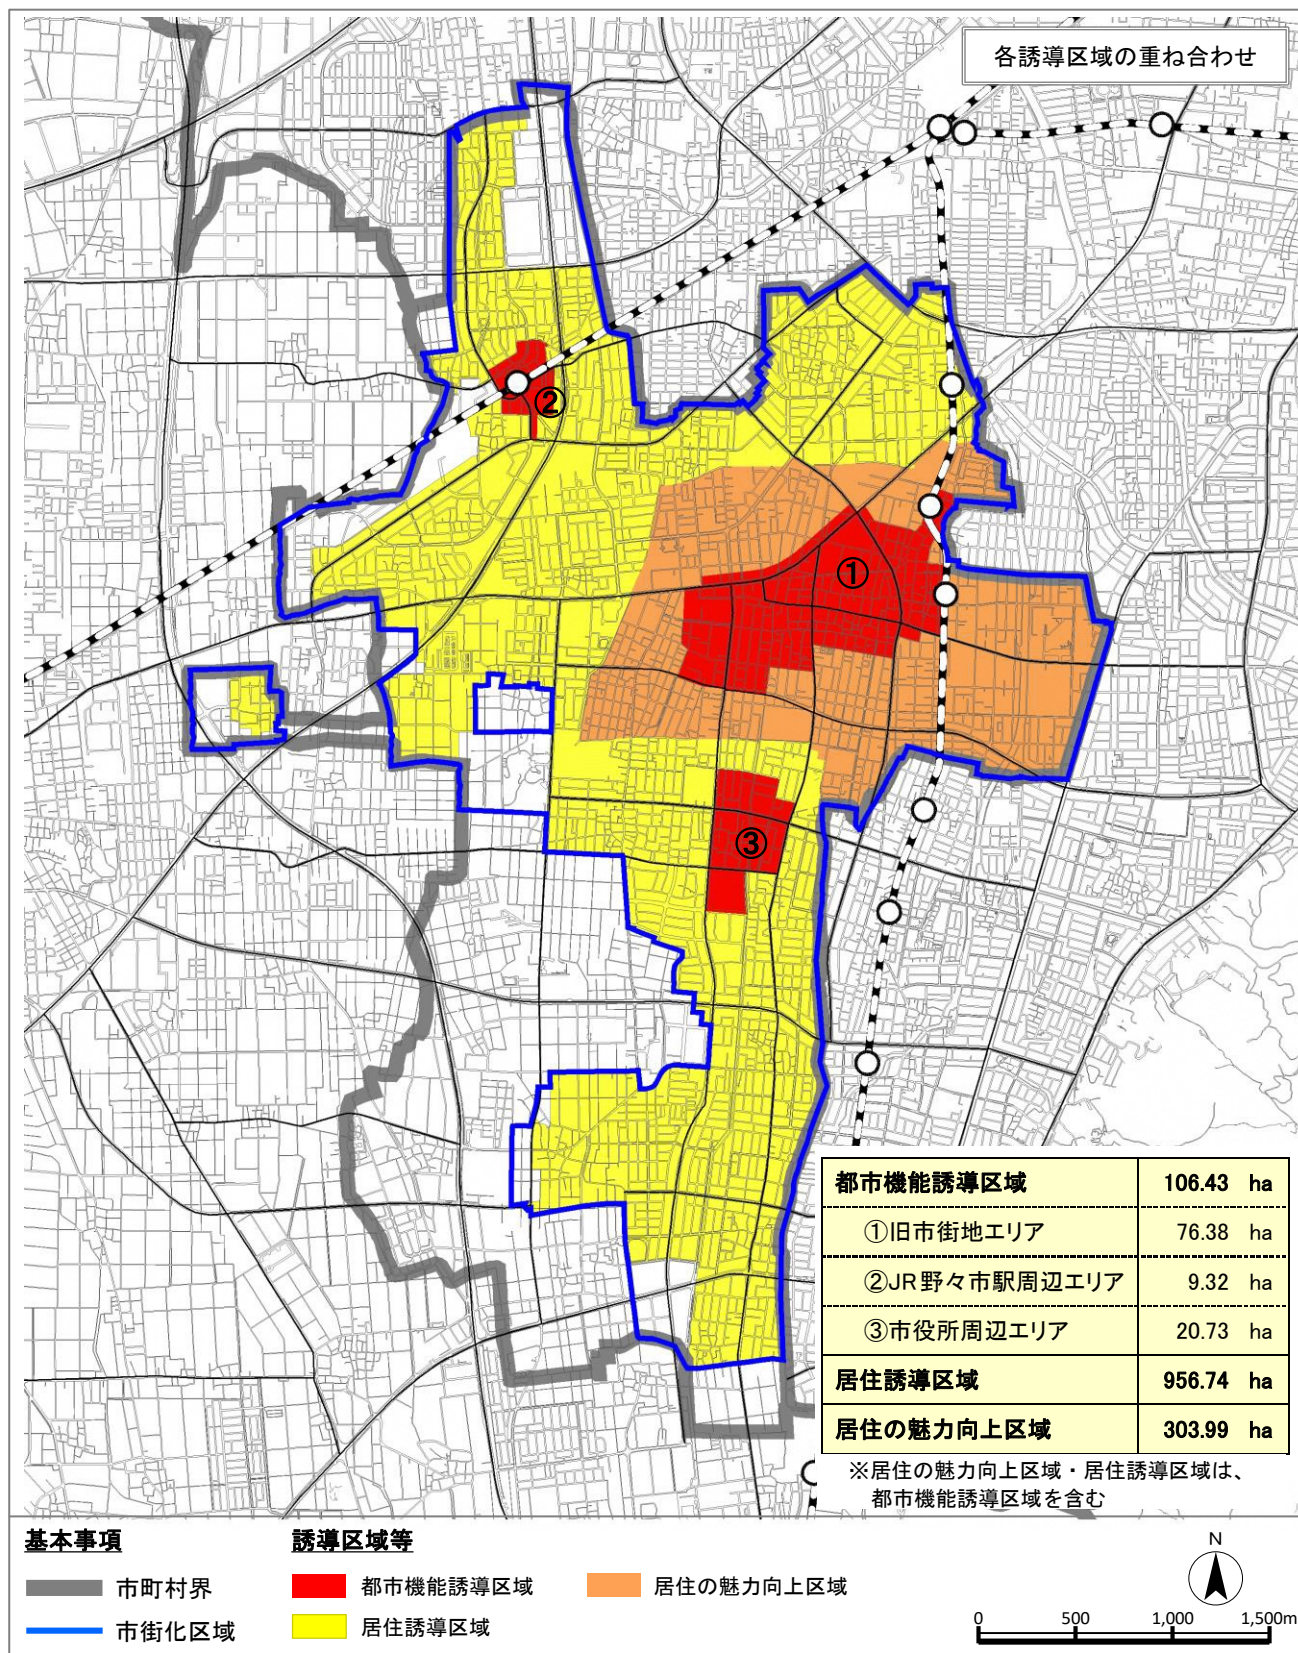 各誘導区域の重ね合わせ
②
①
③
都市機能誘導区域 106.43 ha
①旧市街地エリア 76.38 ha
②JR野々市駅周辺エリア 9.32 ha
③市役所周辺エリア 20.73 ha
居住誘導区域 956.74 ha
居住の魅力向上区域 303.99 ha
※居住の魅力向上区域・居住誘導区域は、
都市機能誘導区域を含む
基本事項 誘導区域等
市町村界 都市機能誘導区域 居住の魅力向上区域
市街化区域 居住誘導区域
N
0 500 1,000 1,500m